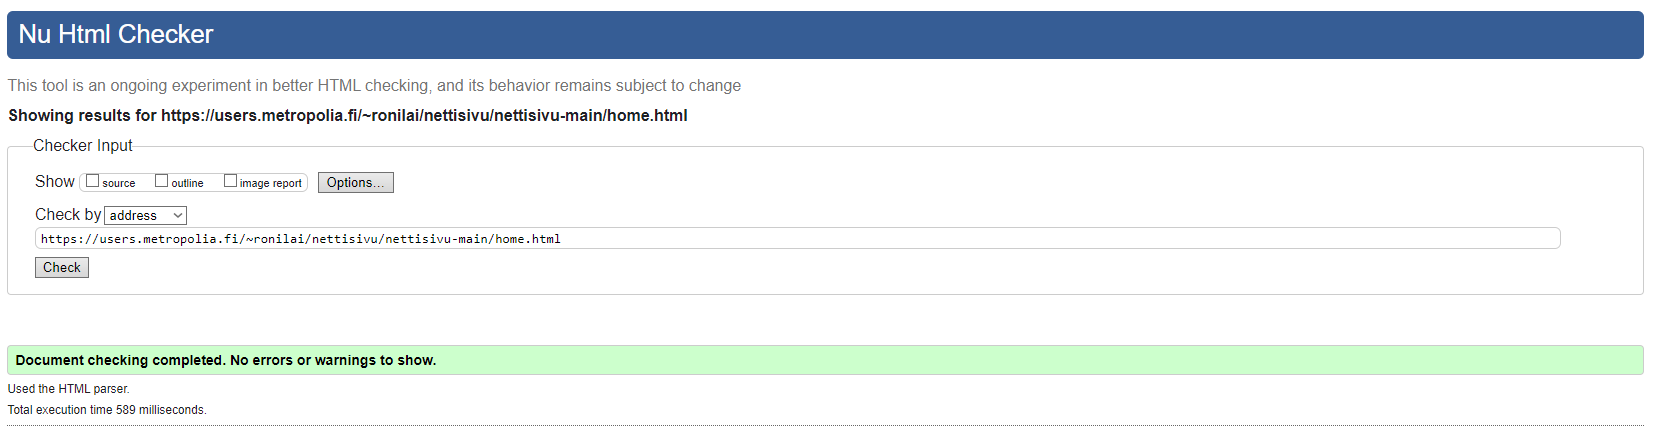 Nu Html Checker
This tool is an ongoing experiment in better HTML checking, and its behavior remains subject to change
Showing results for https://users.metropolia.fi/~ronilai/nettisivu/nettisivu-main/home.html
Checker Input
Show source outline image report Options...
Check by address
https://users.metropolia.fi/~ronilai/nettisivu/nettisivu-main/home.html
Check
Document checking completed. No errors or warnings to show.
Used the HTML parser.
Total execution time 589 milliseconds.